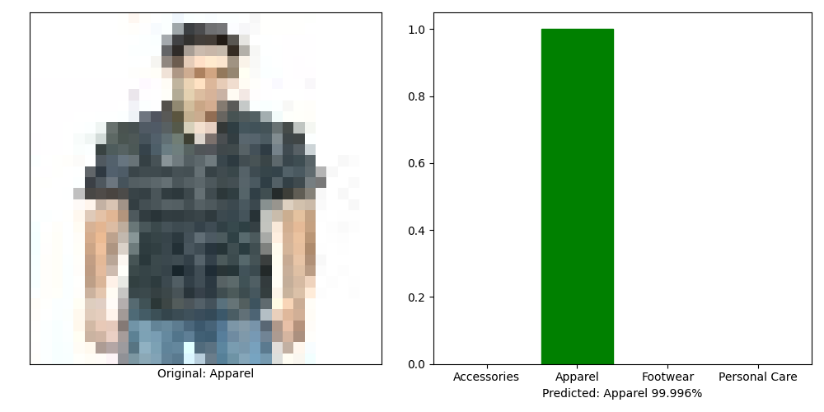 Original: Apparel
1.0
0.8
0.6
0.4
0.2
0.0
Accessories Apparel Footwear Personal Care
Predicted: Apparel 99.996%